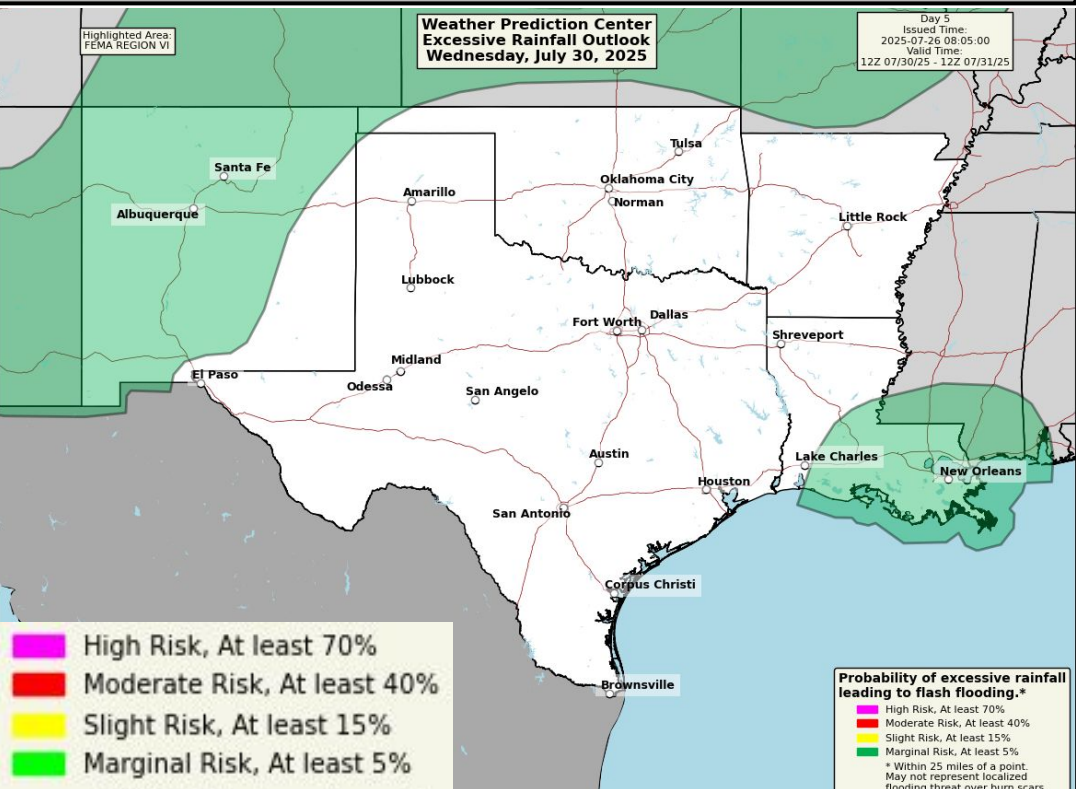 Highlighted Area:
FEMA REGION VI
Weather Prediction Center
Excessive Rainfall Outlook
Wednesday, July 30, 2025
Day 5
Issued Time:
2025-07-26 08:05:00
Valid Time:
12Z 07/30/25 - 12Z 07/31/25
Tulsa
Santa Fe
Oklahoma City
Amarillo
Norman
Albuquerque
Little Rock
Lubbock
Fort Worth
Dallas
Shreveport
Midland
El Paso
Odessa
San Angelo
Austin
Lake Charles
New Orleans
Houston
San Antonio
Corpus Christi
Brownsville
High Risk, At least 70%
Moderate Risk, At least 40%
Slight Risk, At least 15%
Marginal Risk, At least 5%
Probability of excessive rainfall
leading to flash flooding.*
High Risk, At least 70%
Moderate Risk, At least 40%
Slight Risk, At least 15%
Marginal Risk, At least 5%
* Within 25 miles of a point.
May not represent localized
flooding threat over burn scars